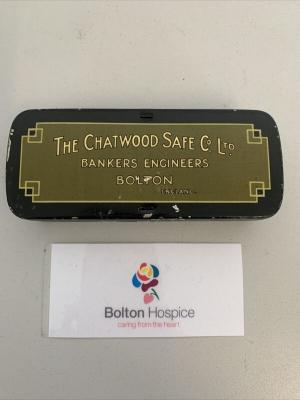 THE CHATWOOD SAFE Co LTD.
BANKERS ENGINEERS
BOLTON
ENGLAND.
Bolton Hospice
caring from the heart